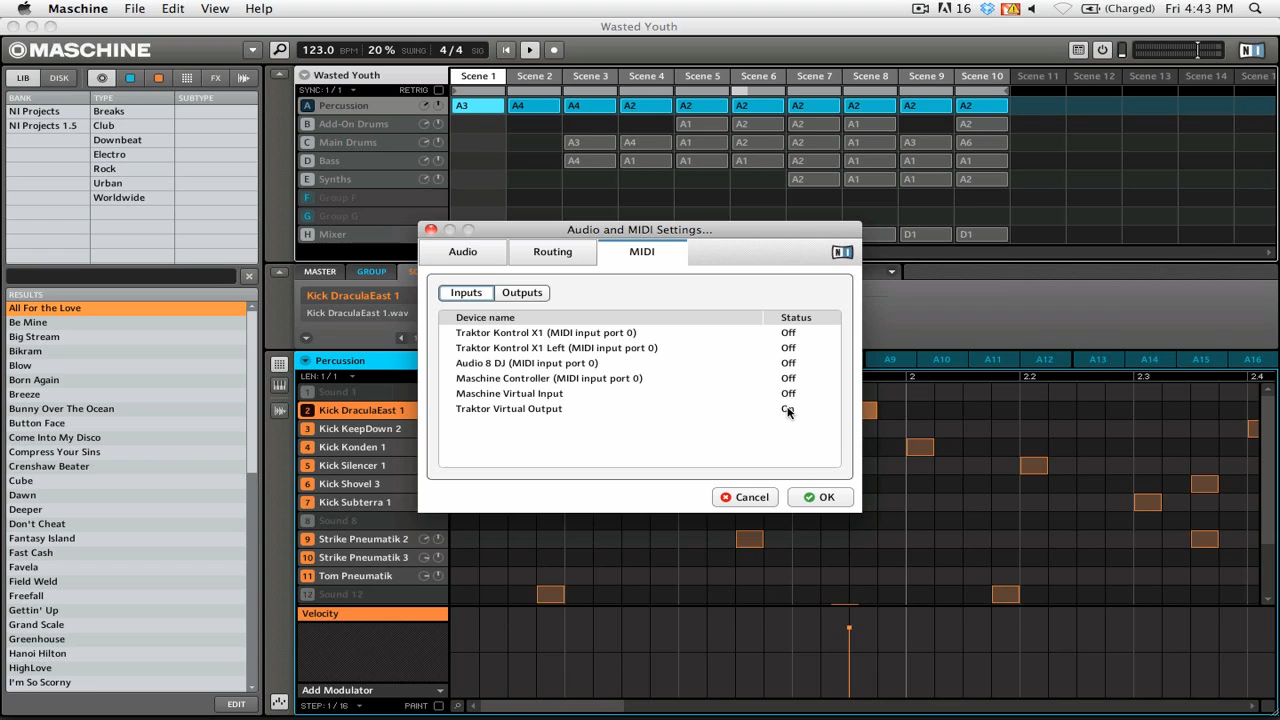 Maschine File Edit View Help
16 (Charged) Fri 4:43 PM
Wasted Youth
MASCHINE
123.0 BPM 20 % SWING 4 / 4
LIB DISK FX
BANK TYPE SUBTYPE
NI Projects Breaks
NI Projects 1.5 Club
Downbeat
Electro
Rock
Urban
Worldwide
RESULTS
All For the Love
Be Mine
Big Stream
Bikram
Blow
Born Again
Breeze
Bunny Over The Ocean
Button Face
Come Into My Disco
Compress Your Sins
Crenshaw Beater
Cube
Dawn
Deeper
Don't Cheat
Fantasy Island
Fast Cash
Favela
Field Weld
Freefall
Gettin' Up
Grand Scale
Greenhouse
Hanoi Hilton
HighLove
I'm So Scorny
EDIT
Wasted Youth Scene 1 Scene 2 Scene 3 Scene 4 Scene 5 Scene 6 Scene 7 Scene 8 Scene 9 Scene 10 Scene 11 Scene 12 Scene 13 Scene 14 Scene 1
SYNC: 1/1 RETRIG
A Percussion A3 A4 A4 A2 A2 A2 A2 A2 A2 A2
B Add-On Drums A1 A2 A2 A1 A2
C Main Drums A3 A4 A1 A2 A2 A1 A3 A6
D Bass A4 A1 A1 A2 A2 A1 A1 A1
E Synths A2 A1 A1 A2
F Group F
G Group G
H Mixer D1 D1
MASTER GROUP
Kick DraculaEast 1
Kick DraculaEast 1.wav
Percussion A9 A10 A11 A12 A13 A14 A15 A16
LEN: 1/1 2 2.2 2.3 2.4
1 Sound 1
2 Kick DraculaEast 1
3 Kick KeepDown 2
4 Kick Konden 1
5 Kick Silencer 1
6 Kick Shovel 3
7 Kick Subterra 1
8 Sound 8
9 Strike Pneumatik 2
10 Strike Pneumatik 3
11 Tom Pneumatik
12 Sound 12
Velocity
Add Modulator
STEP: 1/16 PAINT
Audio and MIDI Settings...
Audio Routing MIDI
Inputs Outputs
Device name Status
Traktor Kontrol X1 (MIDI input port 0) Off
Traktor Kontrol X1 Left (MIDI input port 0) Off
Audio 8 DJ (MIDI input port 0) Off
Maschine Controller (MIDI input port 0) Off
Maschine Virtual Input Off
Traktor Virtual Output
Cancel OK